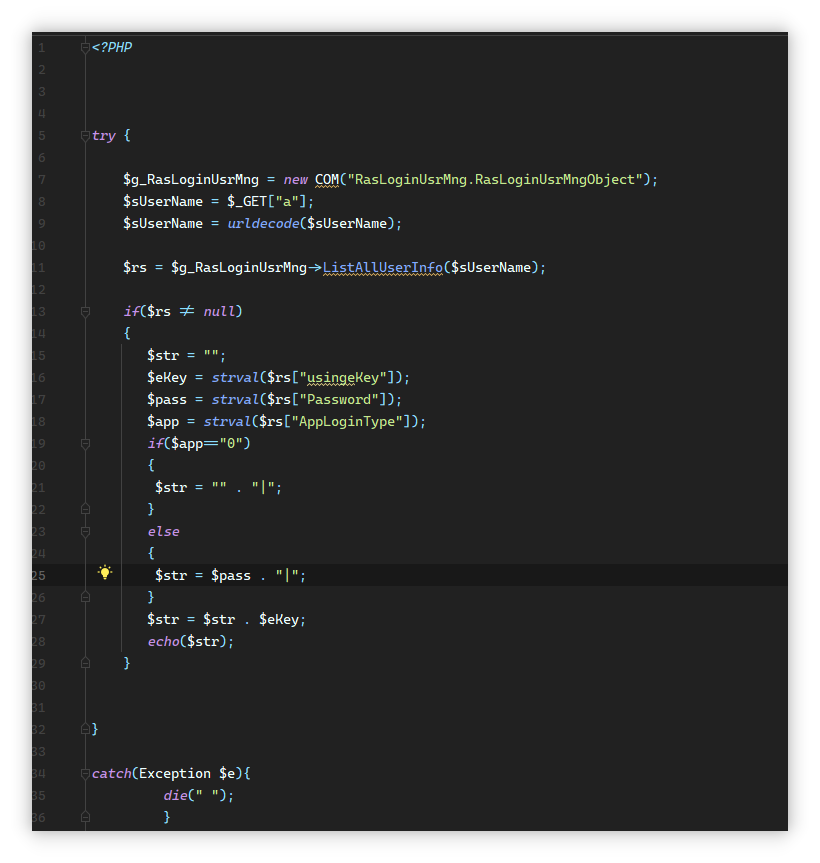 1 <?PHP
2
3
4
5 try {
6
7 $g_RasLoginUsrMng = new COM("RasLoginUsrMng.RasLoginUsrMngObject");
8 $sUserName = $_GET["a"];
9 $sUserName = urldecode($sUserName);
10
11 $rs = $g_RasLoginUsrMng->ListAllUserInfo($sUserName);
12
13 if($rs != null)
14 {
15 $str = "";
16 $eKey = strval($rs["usingeKey"]);
17 $pass = strval($rs["Password"]);
18 $app = strval($rs["AppLoginType"]);
19 if($app=="0")
20 {
21 $str = "" . "|";
22 }
23 else
24 {
25 $str = $pass . "|";
26 }
27 $str = $str . $eKey;
28 echo($str);
29 }
30
31
32 }
33
34 catch(Exception $e){
35 die(" ");
36 }